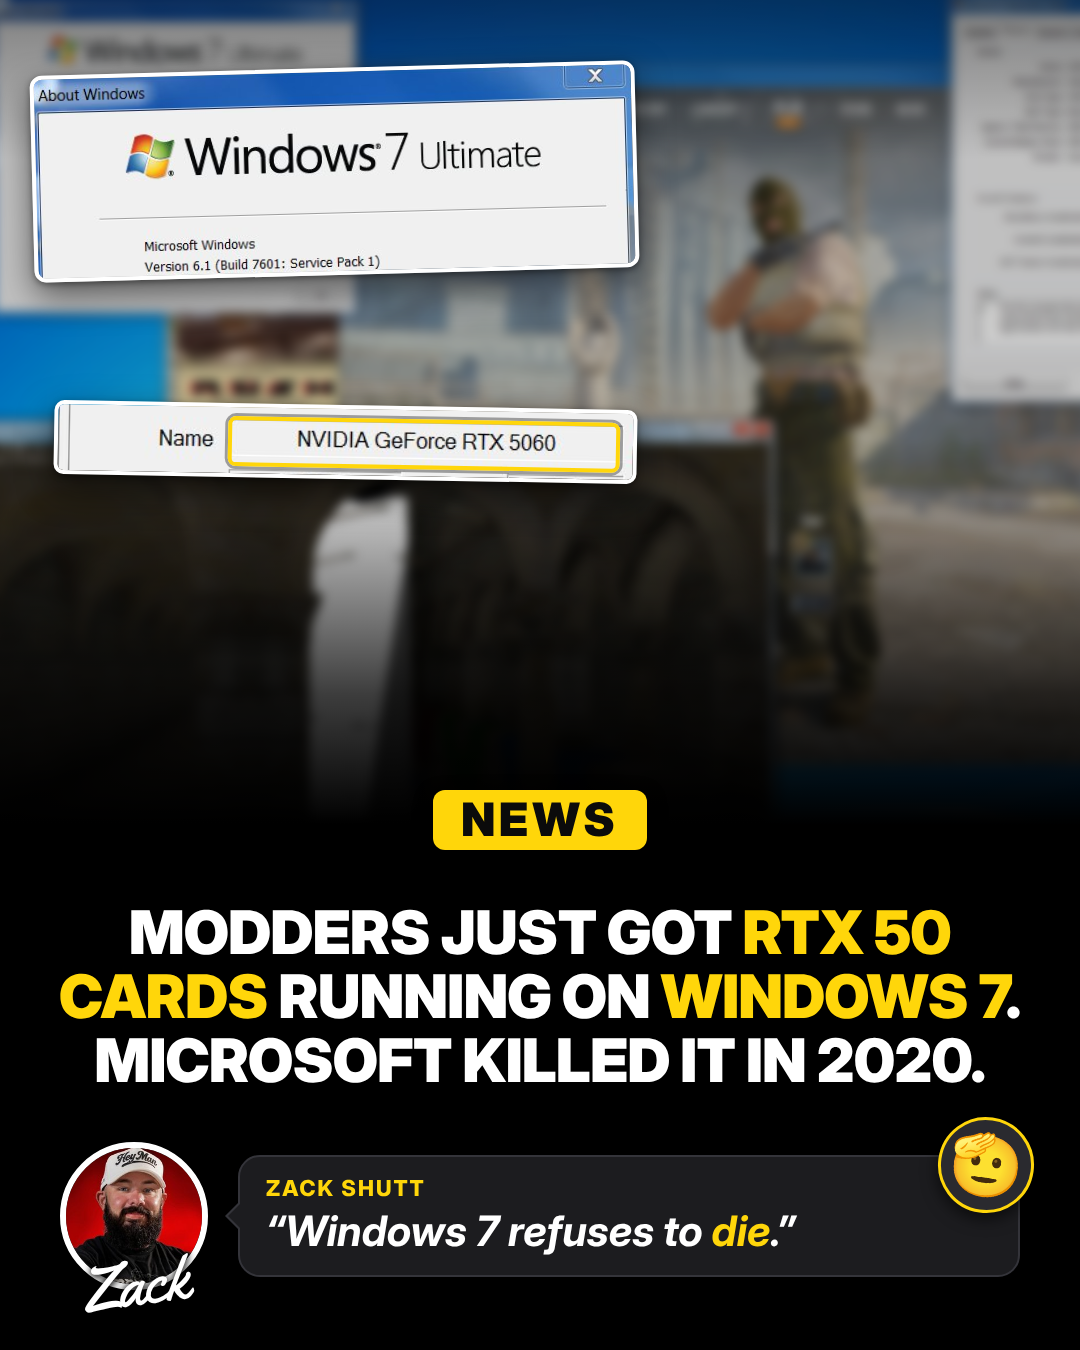 About Windows
Windows® 7 Ultimate
Microsoft Windows
Version 6.1 (Build 7601: Service Pack 1)
Name NVIDIA GeForce RTX 5060
NEWS
MODDERS JUST GOT RTX 50
CARDS RUNNING ON WINDOWS 7.
MICROSOFT KILLED IT IN 2020.
Hey Man
ZACK SHUTT
“Windows 7 refuses to die.”
Zack